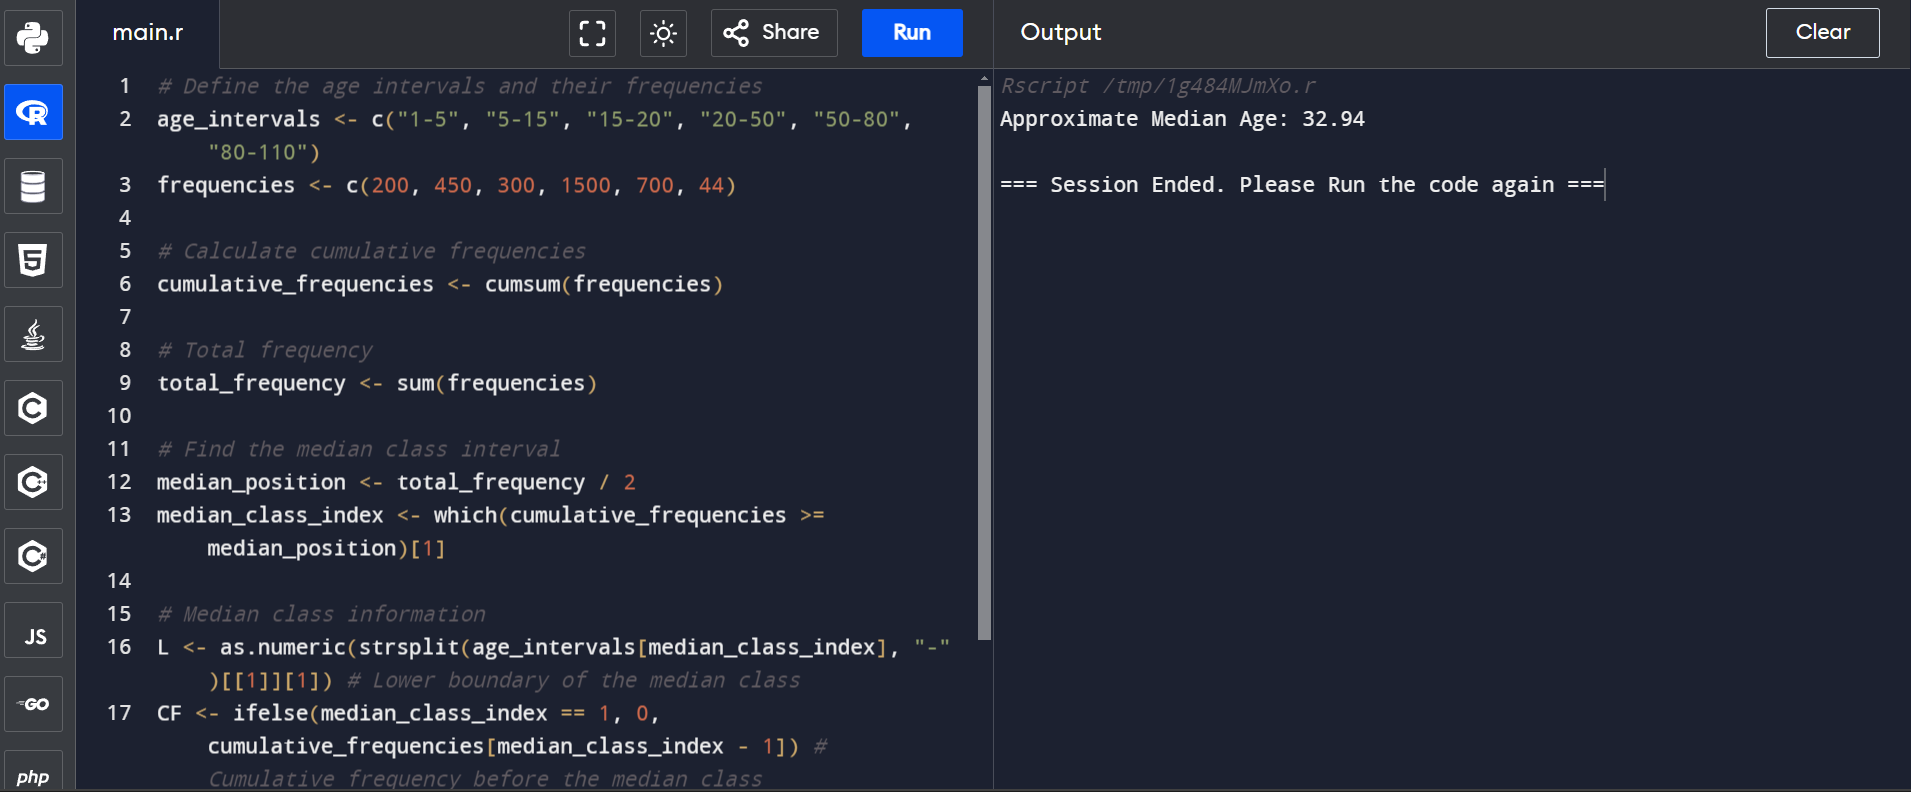 main.r
Share
Run
Output
Clear
1 # Define the age intervals and their frequencies
2 age_intervals <- c("1-5", "5-15", "15-20", "20-50", "50-80",
"80-110")
3 frequencies <- c(200, 450, 300, 1500, 700, 44)
4
5 # Calculate cumulative frequencies
6 cumulative_frequencies <- cumsum(frequencies)
7
8 # Total frequency
9 total_frequency <- sum(frequencies)
10
11 # Find the median class interval
12 median_position <- total_frequency / 2
13 median_class_index <- which(cumulative_frequencies >=
median_position)[1]
14
15 # Median class information
16 L <- as.numeric(strsplit(age_intervals[median_class_index], "-"
)[[1]][1]) # Lower boundary of the median class
17 CF <- ifelse(median_class_index == 1, 0,
cumulative_frequencies[median_class_index - 1]) #
Cumulative frequency before the median class
Rscript /tmp/1g484MJmXo.r
Approximate Median Age: 32.94
=== Session Ended. Please Run the code again ===
R
5
C
C++
C#
JS
GO
php